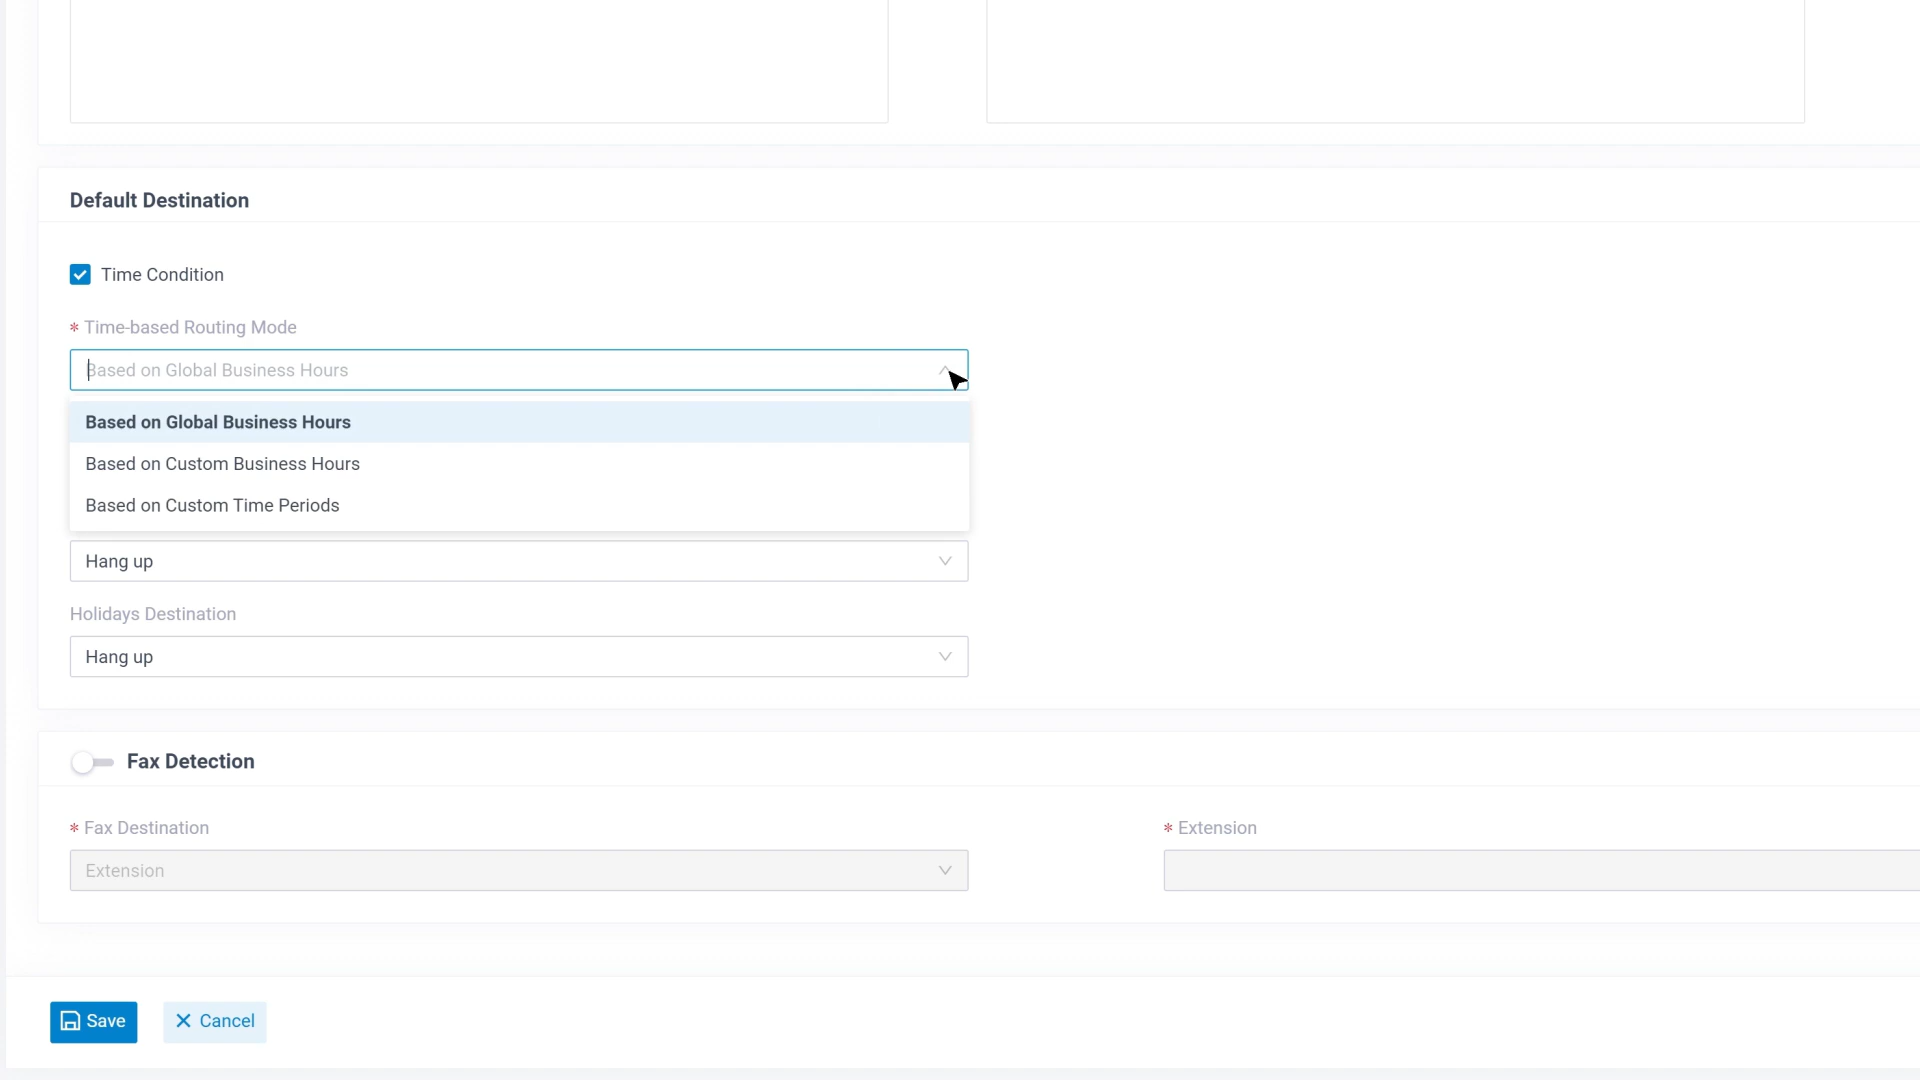 Default Destination
Time Condition
* Time-based Routing Mode
Based on Global Business Hours
Based on Global Business Hours
Based on Custom Business Hours
Based on Custom Time Periods
Hang up
Holidays Destination
Hang up
Fax Detection
* Fax Destination
* Extension
Extension
Save
Cancel